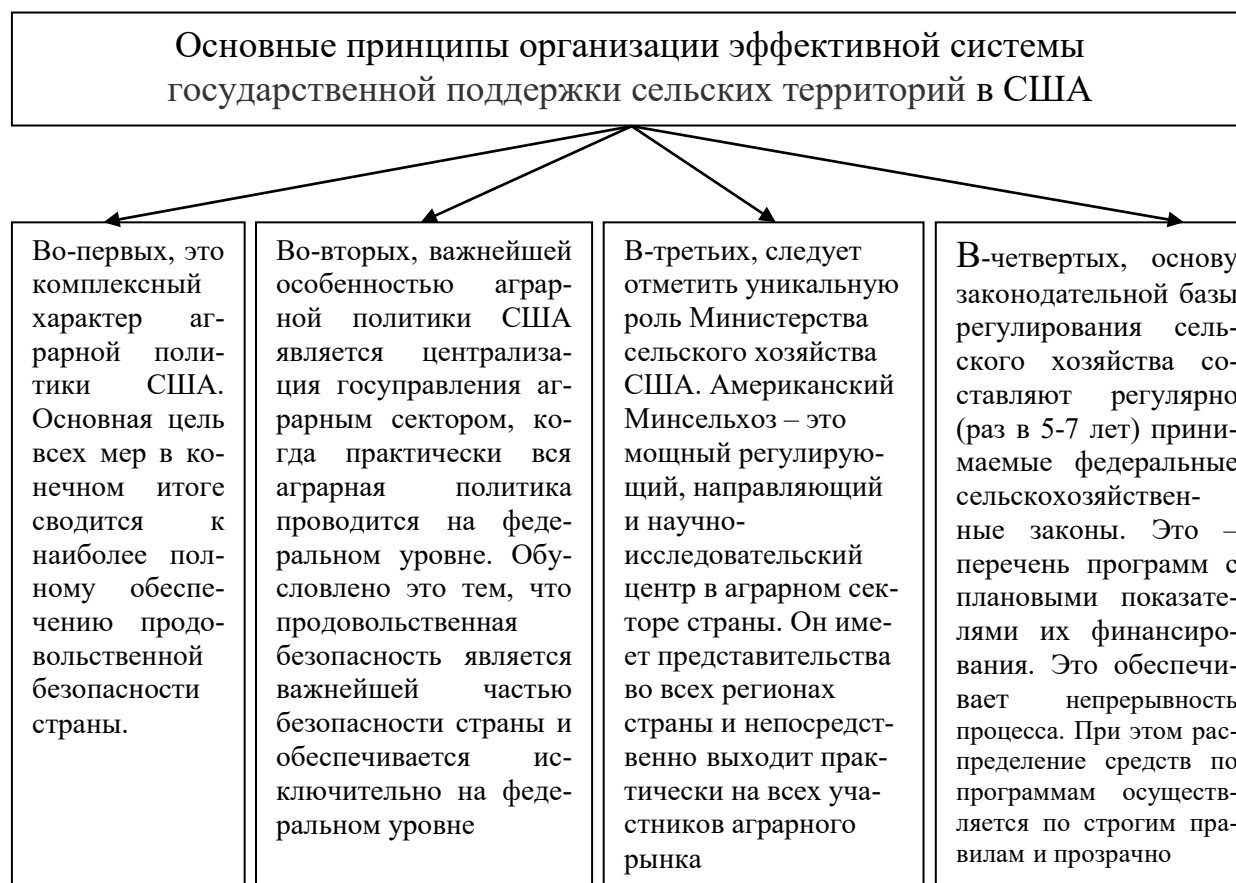 Основные принципы организации эффективной системы
государственной поддержки сельских территорий в США
Во-первых, это
комплексный
характер аг-
рарной поли-
тики США.
Основная цель
всех мер в ко-
нечном итоге
сводится к
наиболее пол-
ному обеспе-
чению продо-
вольственной
безопасности
страны.
Во-вторых, важнейшей
особенностью аграр-
ной политики США
является централиза-
ция госуправления аг-
рарным сектором, ко-
гда практически вся
аграрная политика
проводится на феде-
ральном уровне. Обу-
словлено это тем, что
продовольственная
безопасность является
важнейшей частью
безопасности страны и
обеспечивается ис-
ключительно на феде-
ральном уровне
В-третьих, следует
отметить уникальную
роль Министерства
сельского хозяйства
США. Американский
Минсельхоз – это
мощный регулирую-
щий, направляющий
и научно-
исследовательский
центр в аграрном сек-
торе страны. Он име-
ет представительства
во всех регионах
страны и непосредст-
венно выходит прак-
тически на всех уча-
стников аграрного
рынка
В-четвертых, основу
законодательной базы
регулирования сель-
ского хозяйства со-
ставляют регулярно
(раз в 5-7 лет) прини-
маемые федеральные
сельскохозяйствен-
ные законы. Это –
перечень программ с
плановыми показате-
лями их финансиро-
вания. Это обеспечи-
вает непрерывность
процесса. При этом рас-
пределение средств по
программам осуществ-
ляется по строгим пра-
вилам и прозрачно